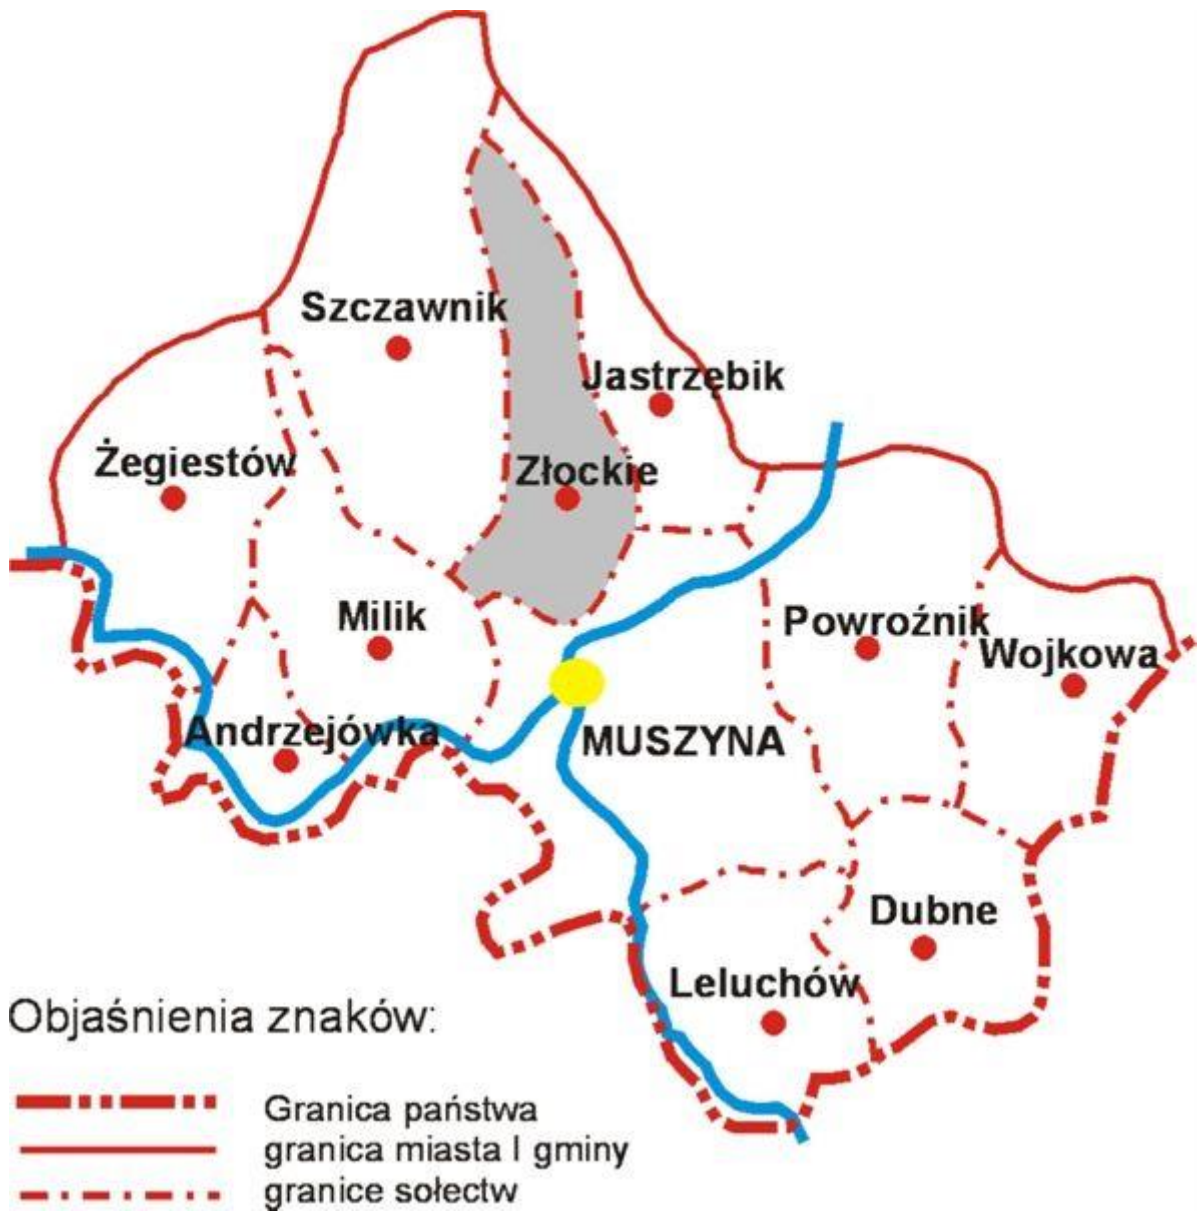 Szczawnik
Jastrzębik
Żegiestów
Złockie
Milik
Powroźnik
Wojkowa
Andrzejówka
MUSZYNA
Dubne
Leluchów
Objaśnienia znaków:
Granica państwa
granica miasta I gminy
granice sołectw